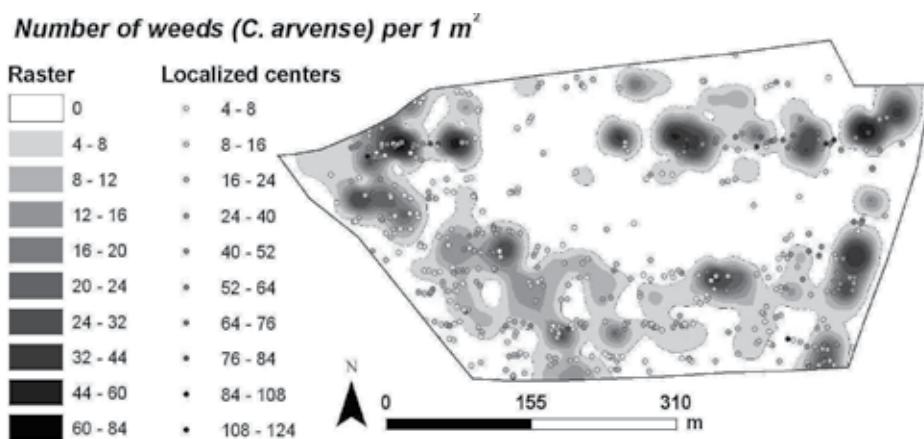 Number of weeds (C. arvense) per 1 m²
Raster
0
4 - 8
8 - 12
12 - 16
16 - 20
20 - 24
24 - 32
32 - 44
44 - 60
60 - 84
Localized centers
4 - 8
8 - 16
16 - 24
24 - 40
40 - 52
52 - 64
64 - 76
76 - 84
84 - 108
108 - 124
N
0 155 310
m